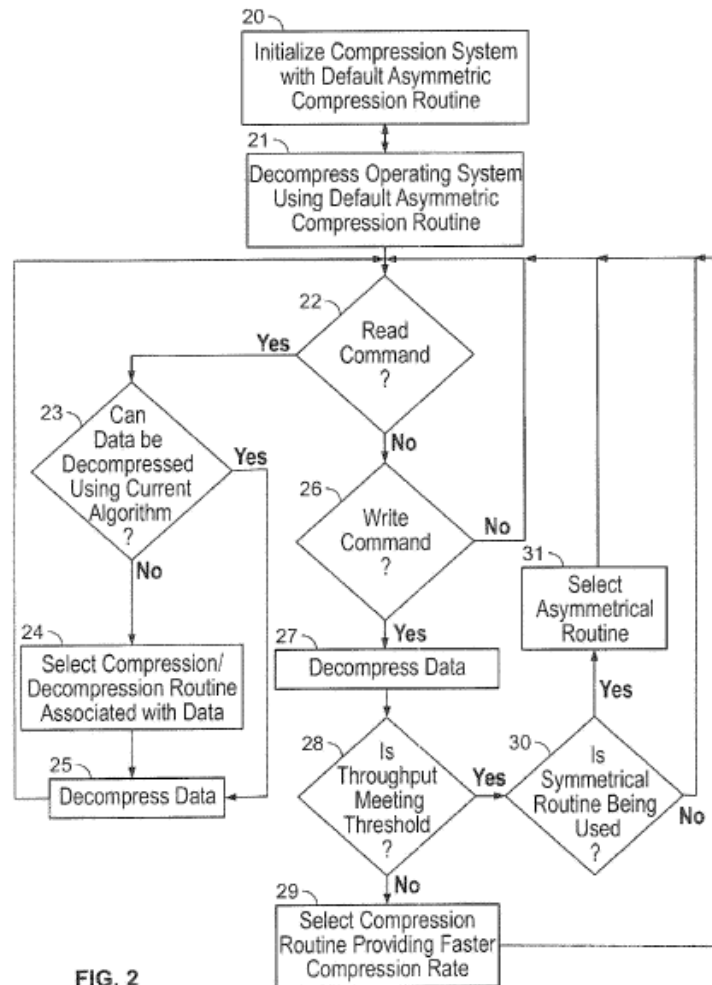 20
Initialize Compression System
with Default Asymmetric
Compression Routine
21
Decompress Operating System
Using Default Asymmetric
Compression Routine
22
Read
Command
?
Yes
No
23
Can
Data be
Decompressed
Using Current
Algorithm
?
Yes
No
24
Select Compression/
Decompression Routine
Associated with Data
25
Decompress Data
26
Write
Command
?
No
Yes
27
Decompress Data
28
Is
Throughput
Meeting
Threshold
?
Yes
No
29
Select Compression
Routine Providing Faster
Compression Rate
30
Is
Symmetrical
Routine Being
Used
?
Yes
No
31
Select
Asymmetrical
Routine
FIG. 2